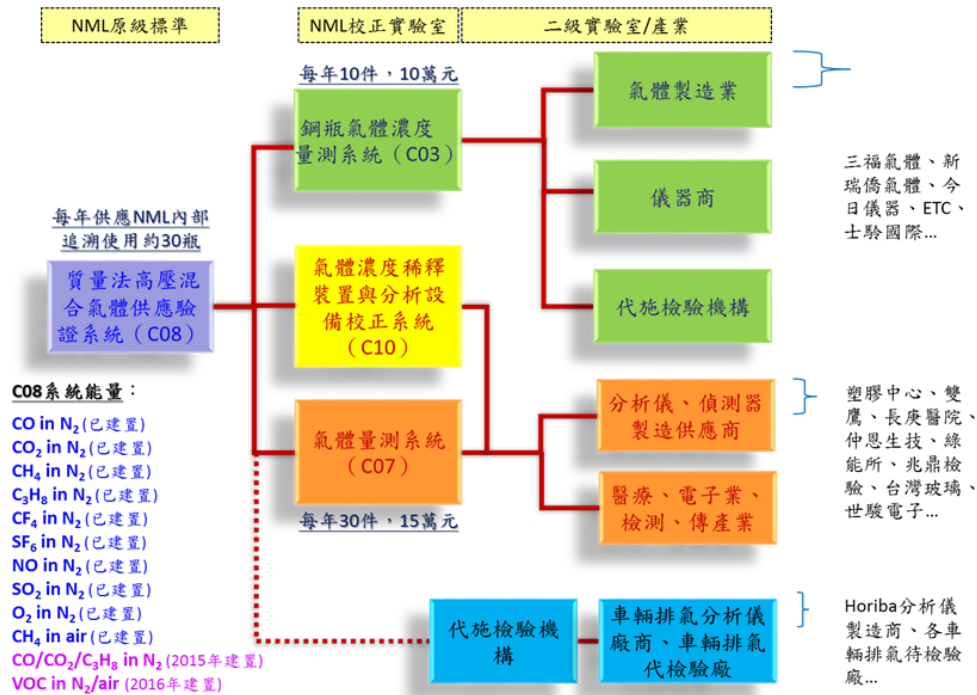 NML原級標準
NML校正實驗室
二級實驗室/產業
每年10件，10萬元
鋼瓶氣體濃度
量測系統（C03）
氣體製造業
儀器商
代施檢驗機構
三福氣體、新
瑞僑氣體、今
日儀器、ETC、
士駖國際…
每年供應NML內部
追溯使用約30瓶
質量法高壓混
合氣體供應驗
證系統（C08）
氣體濃度稀釋
裝置與分析設
備校正系統
（C10）
氣體量測系統
（C07）
每年30件，15萬元
分析儀、偵測器
製造供應商
醫療、電子業、
檢測、傳產業
塑膠中心、雙
鷹、長庚醫院、
仲恩生技、綠
能所、兆鼎檢
驗、台灣玻璃、
世駿電子…
C08系統能量：
CO in N₂ (已建置)
CO₂ in N₂ (已建置)
CH₄ in N₂ (已建置)
C₃H₈ in N₂ (已建置)
CF₄ in N₂ (已建置)
SF₆ in N₂ (已建置)
NO in N₂ (已建置)
SO₂ in N₂ (已建置)
O₂ in N₂ (已建置)
CH₄ in air (已建置)
CO/CO₂/C₃H₈ in N₂ (2015年建置)
VOC in N₂/air (2016年建置)
代施檢驗機
構
車輛排氣分析儀
廠商、車輛排氣
代檢驗廠
Horiba分析儀
製造商、各車
輛排氣待檢驗
廠…